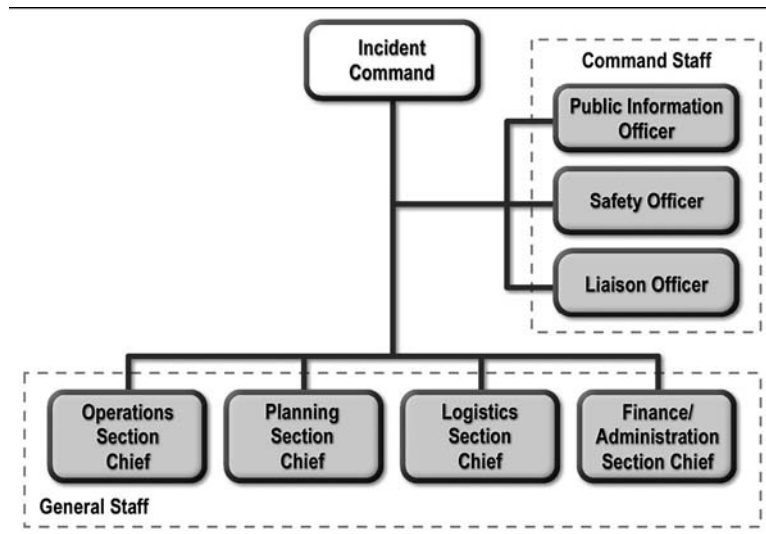 Incident
Command
Command Staff
Public Information
Officer
Safety Officer
Liaison Officer
Operations
Section
Chief
Planning
Section
Chief
Logistics
Section
Chief
Finance/
Administration
Section Chief
General Staff